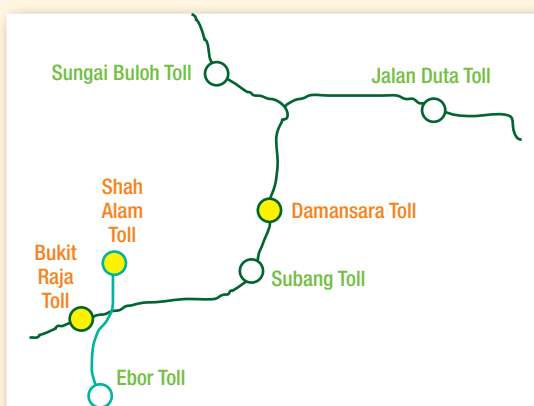 Sungai Buloh Toll
Jalan Duta Toll
Shah
Alam
Toll
Damansara Toll
Bukit
Raja
Toll
Subang Toll
Ebor Toll